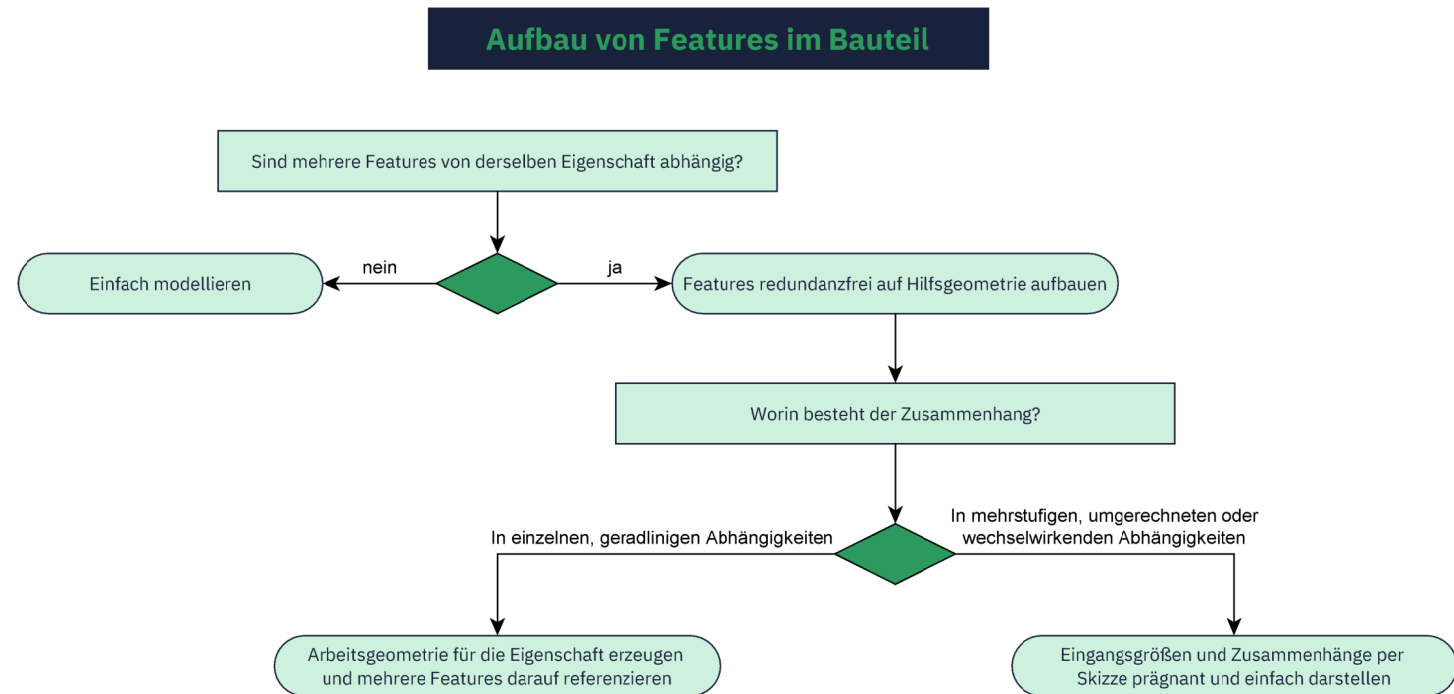 Aufbau von Features im Bauteil
Sind mehrere Features von derselben Eigenschaft abhängig?
nein
ja
Einfach modellieren
Features redundanzfrei auf Hilfsgeometrie aufbauen
Worin besteht der Zusammenhang?
In einzelnen, geradlinigen Abhängigkeiten
In mehrstufigen, umgerechneten oder
wechselwirkenden Abhängigkeiten
Arbeitsgeometrie für die Eigenschaft erzeugen
und mehrere Features darauf referenzieren
Eingangsgrößen und Zusammenhänge per
Skizze prägnant und einfach darstellen